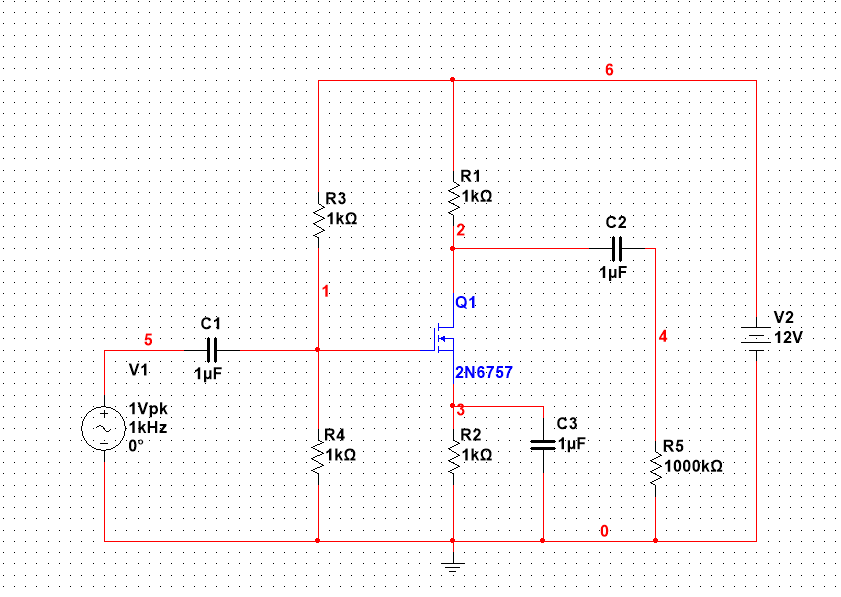 6
R1
1kΩ
R3
1kΩ
C2
2
1µF
1
Q1
V2
12V
C1
5
4
V1
1µF
2N6757
1Vpk
1kHz
0°
3
C3
1µF
R4
1kΩ
R2
1kΩ
R5
1000kΩ
0